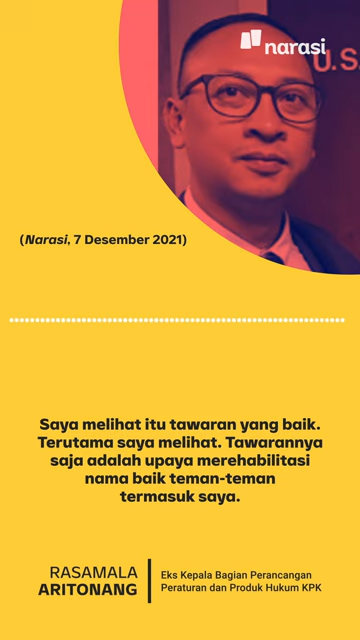 narasi
U.S.
(Narasi, 7 Desember 2021)
Saya melihat itu tawaran yang baik.
Terutama saya melihat. Tawarannya
saja adalah upaya merehabilitasi
nama baik teman-teman
termasuk saya.
RASAMALA
ARITONANG
Eks Kepala Bagian Perancangan
Peraturan dan Produk Hukum KPK